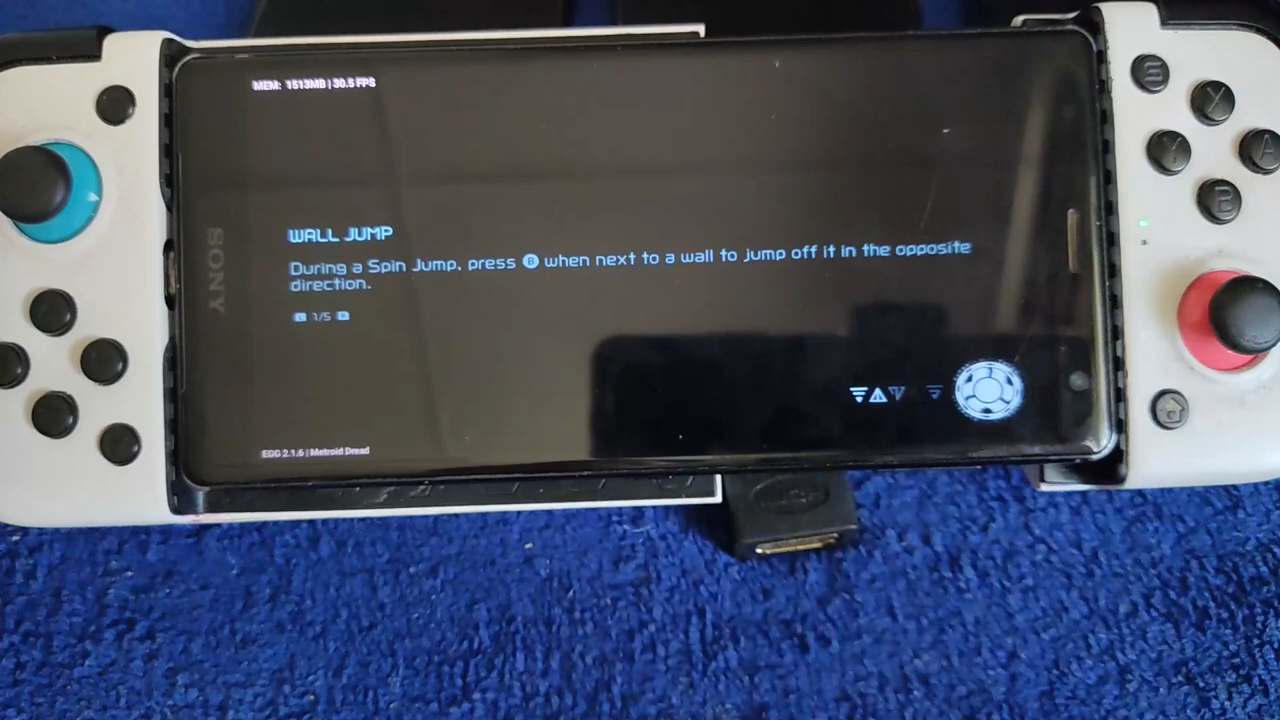 MEM: 1513MB | 30.5 FPS
SONY
WALL JUMP
During a Spin Jump, press B when next to a wall to jump off it in the opposite
direction.
L 1/5 R
EGG 2.1.6 | Metroid Dread
S
X
Y
A
B